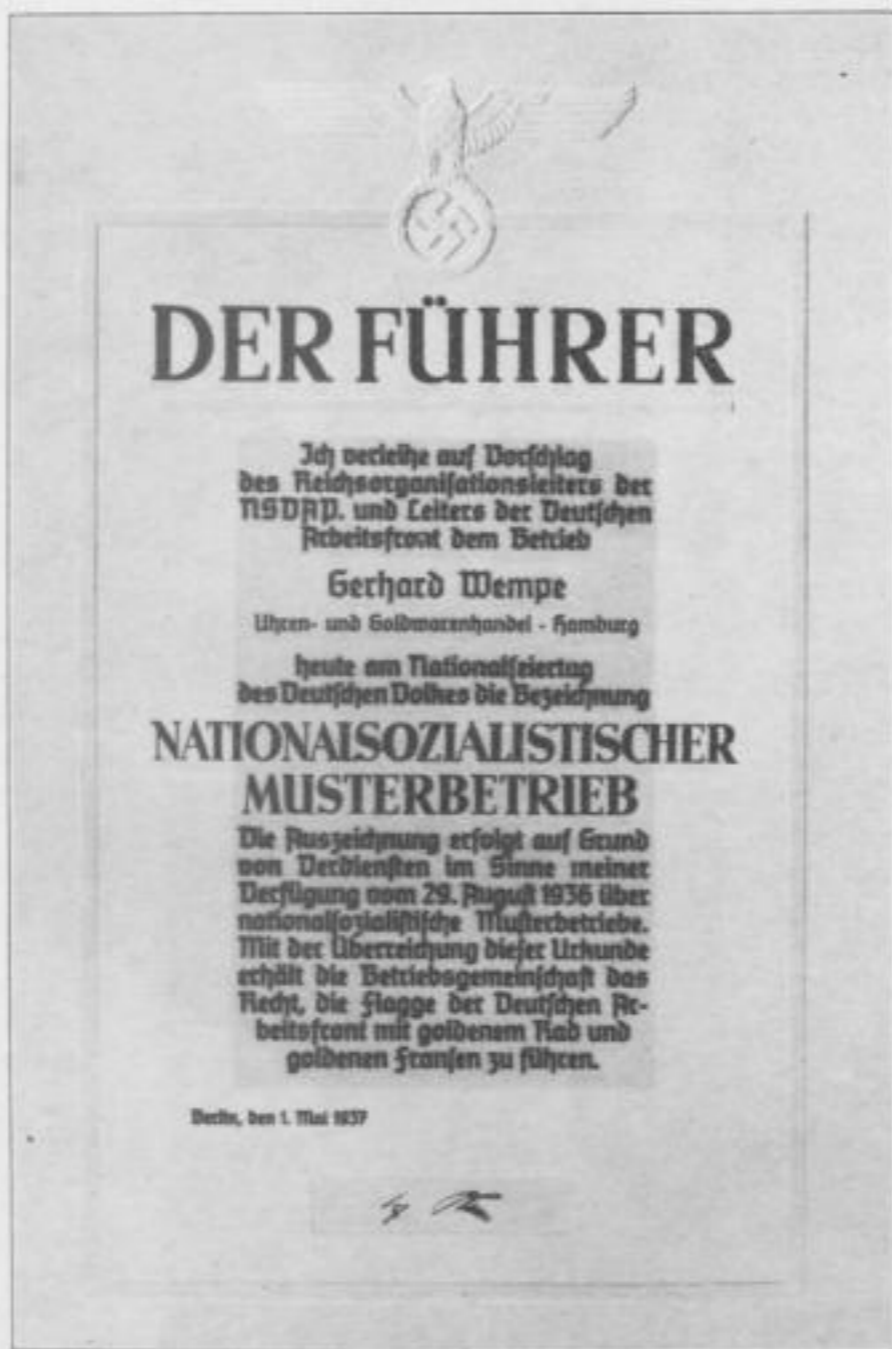 DER FÜHRER
Ich verleihe auf Vorschlag
des Reichsorganisationsleiters der
NSDAP. und Leiters der Deutschen
Arbeitsfront dem Betrieb
Gerhard Wempe
Uhren- und Goldwarenhandel - Hamburg
heute am Nationalfeiertag
des Deutschen Volkes die Bezeichnung
NATIONALSOZIALISTISCHER
MUSTERBETRIEB
Die Auszeichnung erfolgt auf Grund
von Verdiensten im Sinne meiner
Verfügung vom 29. August 1936 über
nationalsozialistische Musterbetriebe.
Mit der Überreichung dieser Urkunde
erhält die Betriebsgemeinschaft das
Recht, die Flagge der Deutschen Ar-
beitsfront mit goldenem Rad und
goldenen Fransen zu führen.
Berlin, den 1. Mai 1937